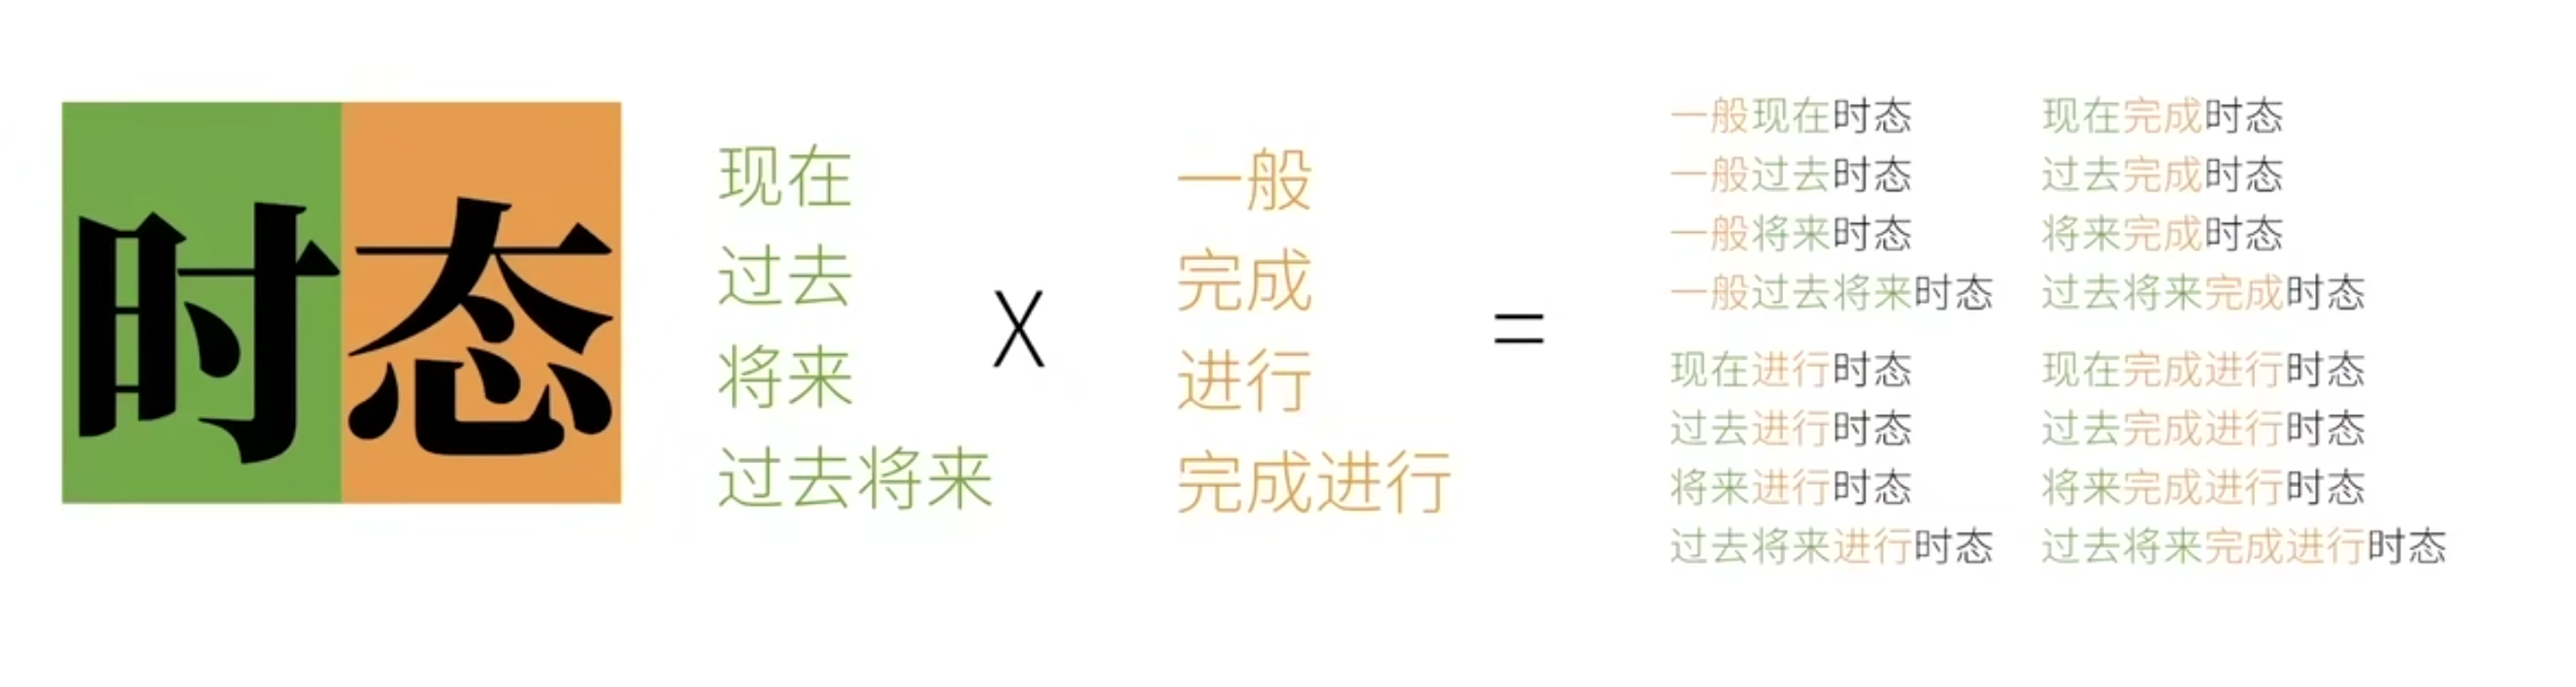 时态
现在
过去
将来
过去将来
X
一般
完成
进行
完成进行
=
一般现在时态
一般过去时态
一般将来时态
一般过去将来时态
现在完成时态
过去完成时态
将来完成时态
过去将来完成时态
现在进行时态
过去进行时态
将来进行时态
过去将来进行时态
现在完成进行时态
过去完成进行时态
将来完成进行时态
过去将来完成进行时态